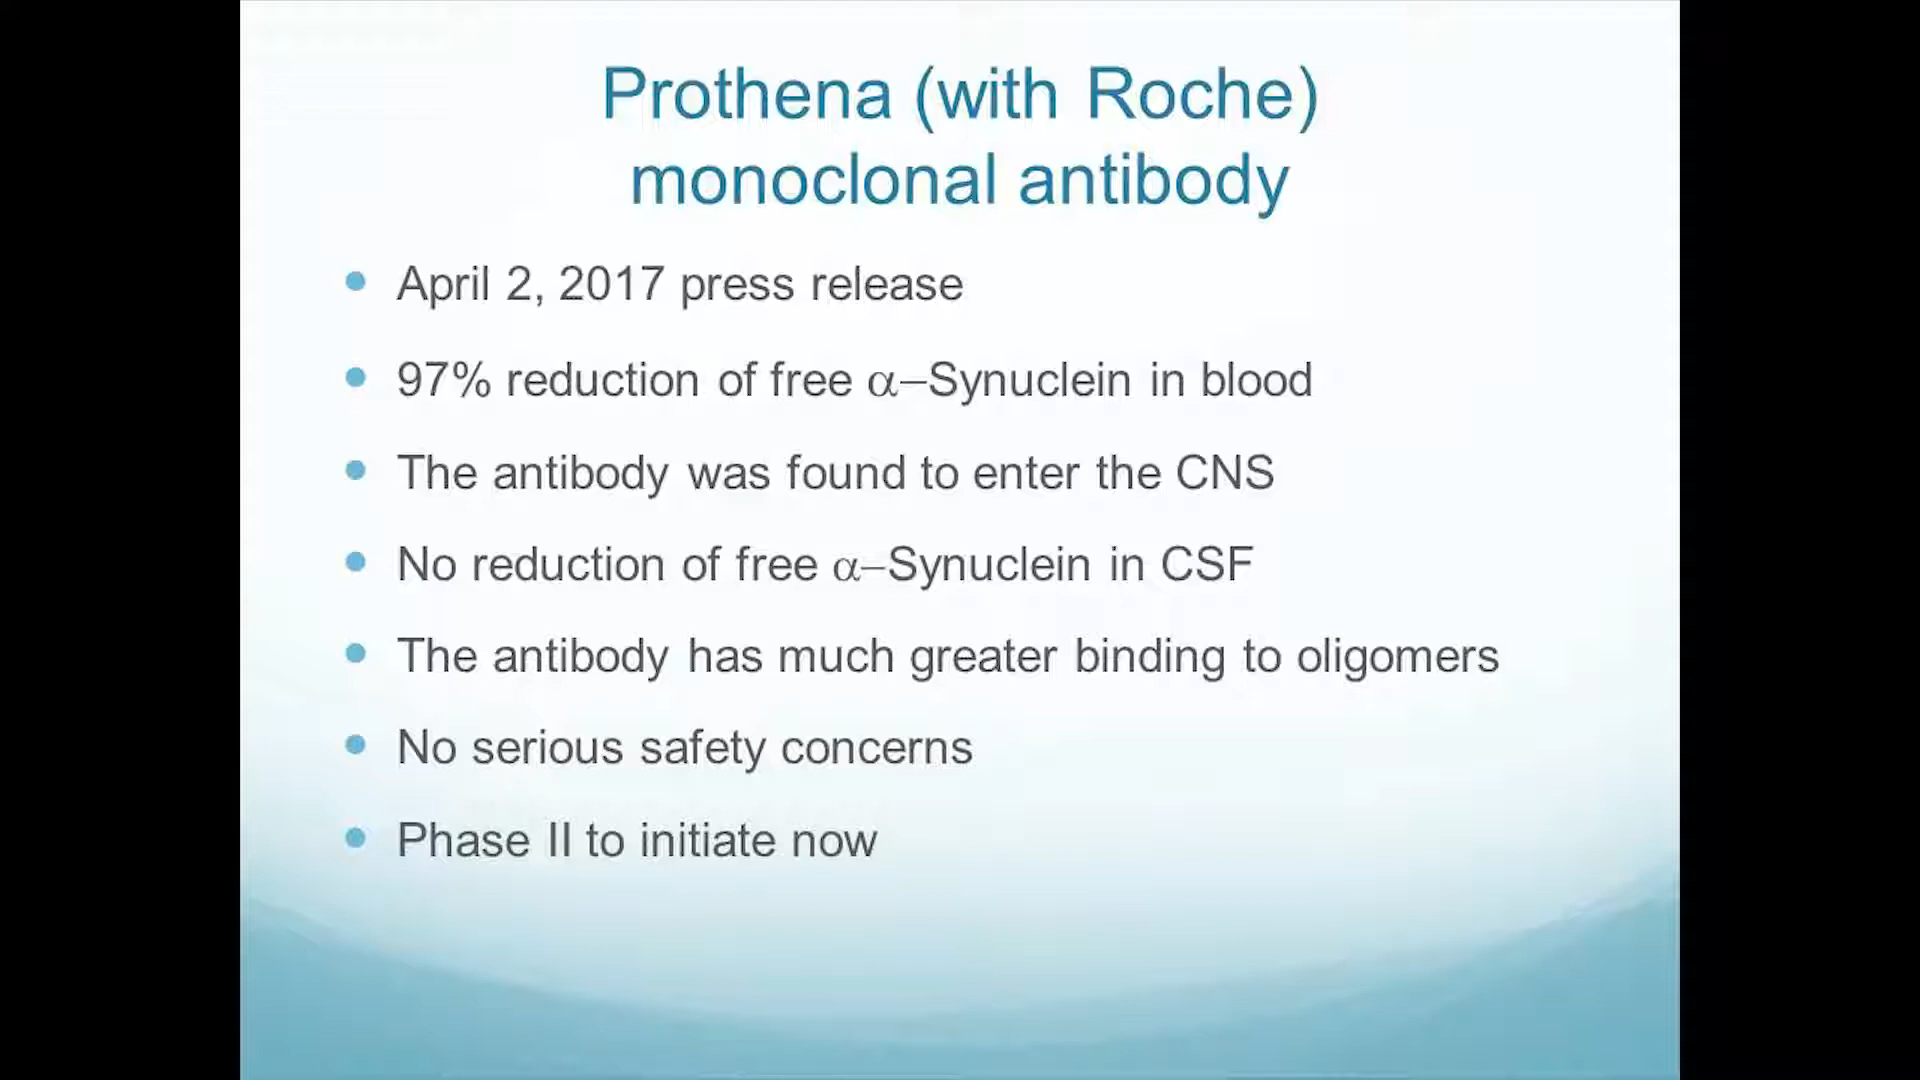 Prothena (with Roche)
monoclonal antibody
• April 2, 2017 press release
• 97% reduction of free α–Synuclein in blood
• The antibody was found to enter the CNS
• No reduction of free α–Synuclein in CSF
• The antibody has much greater binding to oligomers
• No serious safety concerns
• Phase II to initiate now